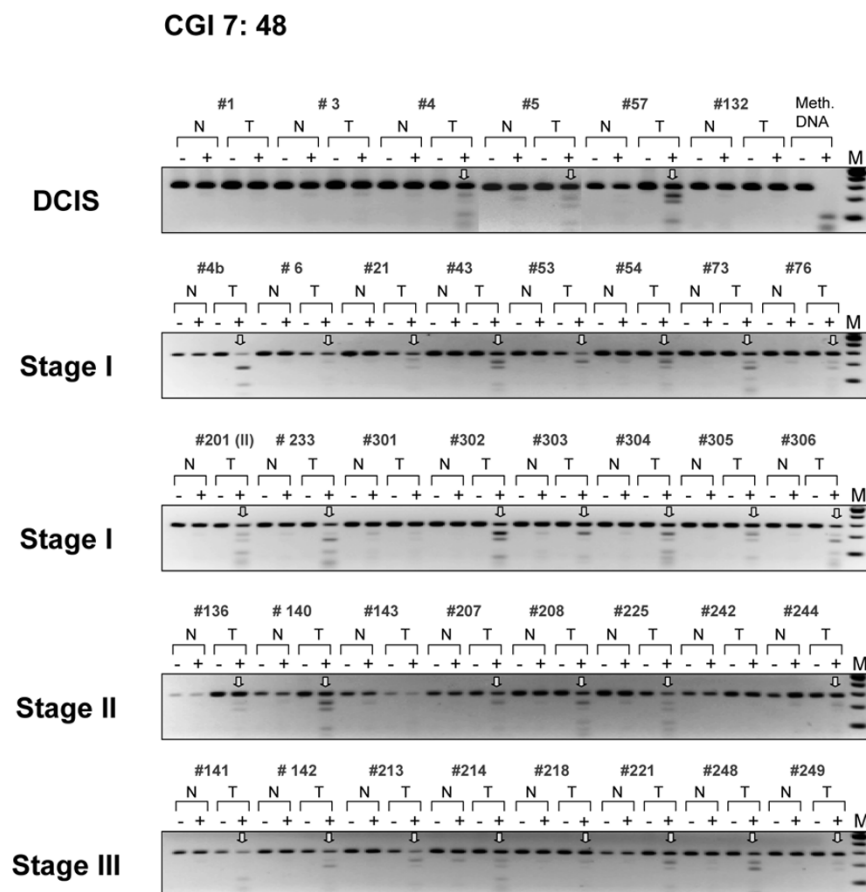 CGI 7: 48
#1 # 3 #4 #5 #57 #132 Meth. DNA
N T N T N T N T N T N T
- + - + - + - + - + - + - + - + - + - + - + - + - + M
DCIS
#4b # 6 #21 #43 #53 #54 #73 #76
N T N T N T N T N T N T N T N T
- + - + - + - + - + - + - + - + - + - + - + - + - + - + - + - + M
Stage I
#201 (II) # 233 #301 #302 #303 #304 #305 #306
N T N T N T N T N T N T N T N T
- + - + - + - + - + - + - + - + - + - + - + - + - + - + - + - + M
Stage I
#136 # 140 #143 #207 #208 #225 #242 #244
N T N T N T N T N T N T N T N T
- + - + - + - + - + - + - + - + - + - + - + - + - + - + - + - + M
Stage II
#141 # 142 #213 #214 #218 #221 #248 #249
N T N T N T N T N T N T N T N T
- + - + - + - + - + - + - + - + - + - + - + - + - + - + - + - + M
Stage III